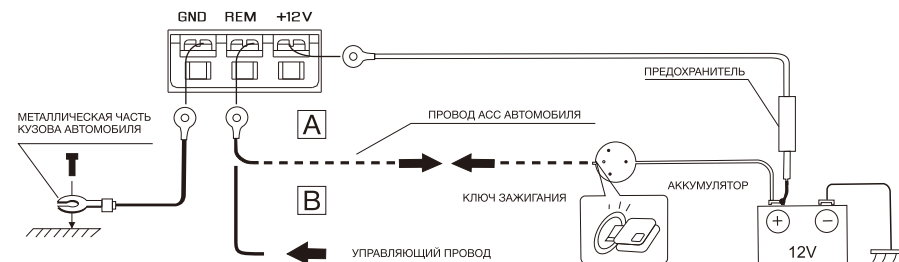 GND REM +12V
ПРЕДОХРАНИТЕЛЬ
МЕТАЛЛИЧЕСКАЯ ЧАСТЬ
КУЗОВА АВТОМОБИЛЯ
A
ПРОВОД ACC АВТОМОБИЛЯ
КЛЮЧ ЗАЖИГАНИЯ
АККУМУЛЯТОР
B
+ −
12V
УПРАВЛЯЮЩИЙ ПРОВОД